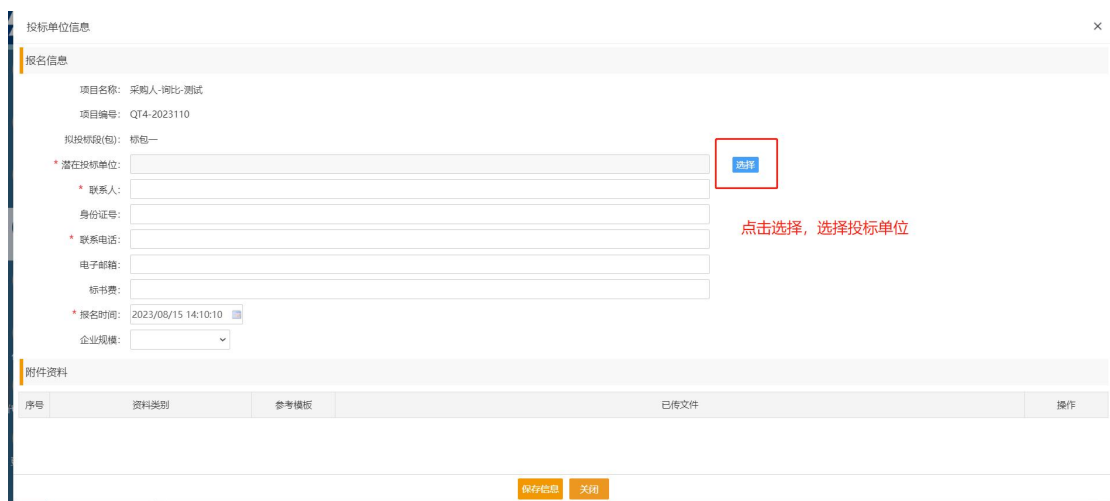 投标单位信息
×
报名信息
项目名称: 采购人-询比-测试
项目编号: QT4-2023110
拟投标段(包): 标包一
* 潜在投标单位:
选择
* 联系人:
身份证号:
点击选择，选择投标单位
* 联系电话:
电子邮箱:
标书费:
* 报名时间: 2023/08/15 14:10:10
企业规模:
附件资料
序号 资料类别 参考模板 已传文件 操作
保存信息 关闭